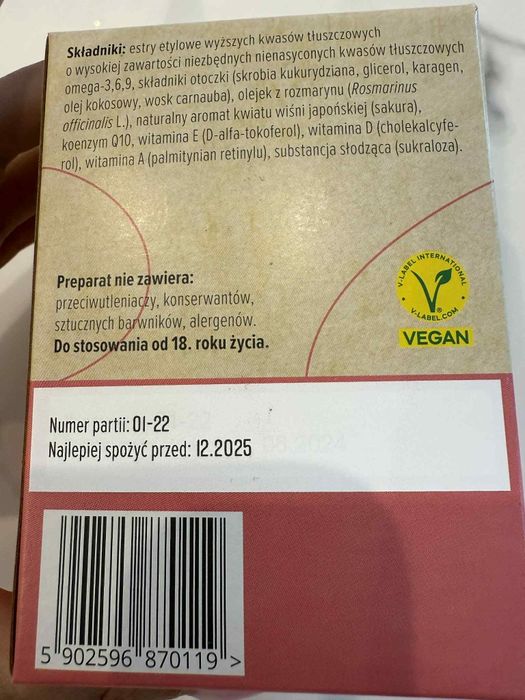 Składniki: estry etylowe wyższych kwasów tłuszczowych
o wysokiej zawartości niezbędnych nienasyconych kwasów tłuszczowych
omega-3,6,9, składniki otoczki (skrobia kukurydziana, glicerol, karagen,
olej kokosowy, wosk carnauba), olejek z rozmarynu (Rosmarinus
officinalis L.), naturalny aromat kwiatu wiśni japońskiej (sakura),
koenzym Q10, witamina E (D-alfa-tokoferol), witamina D (cholekalcyfe-
rol), witamina A (palmitynian retinylu), substancja słodząca (sukraloza).
Preparat nie zawiera:
przeciwutleniaczy, konserwantów,
sztucznych barwników, alergenów.
Do stosowania od 18. roku życia.
V-LABEL INTERNATIONAL
V-LABEL.COM
VEGAN
Numer partii: 01-22
Najlepiej spożyć przed: 12.2025
5 902596 870119 >